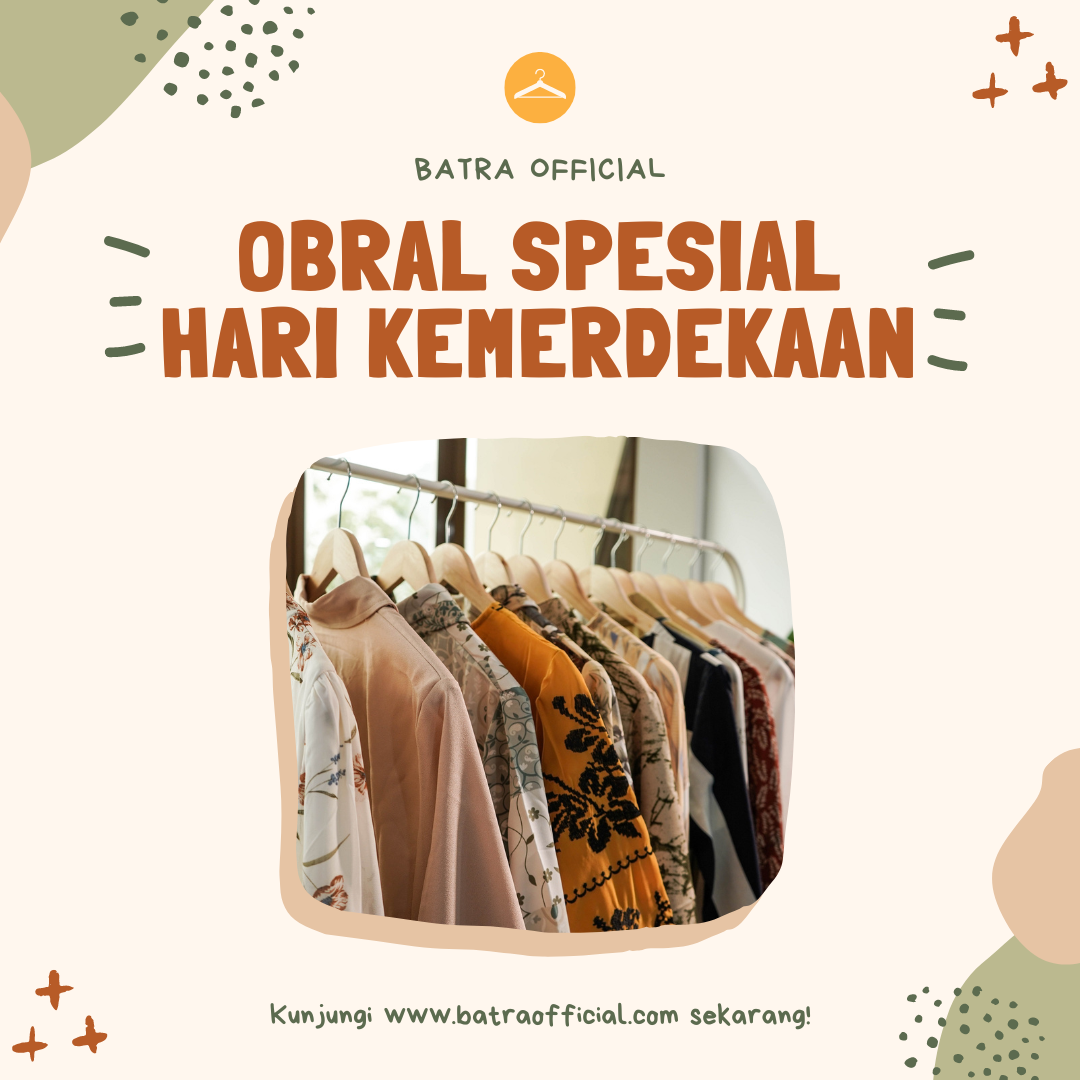 BATRA OFFICIAL
OBRAL SPESIAL
HARI KEMERDEKAAN
Kunjungi www.batraofficial.com sekarang!